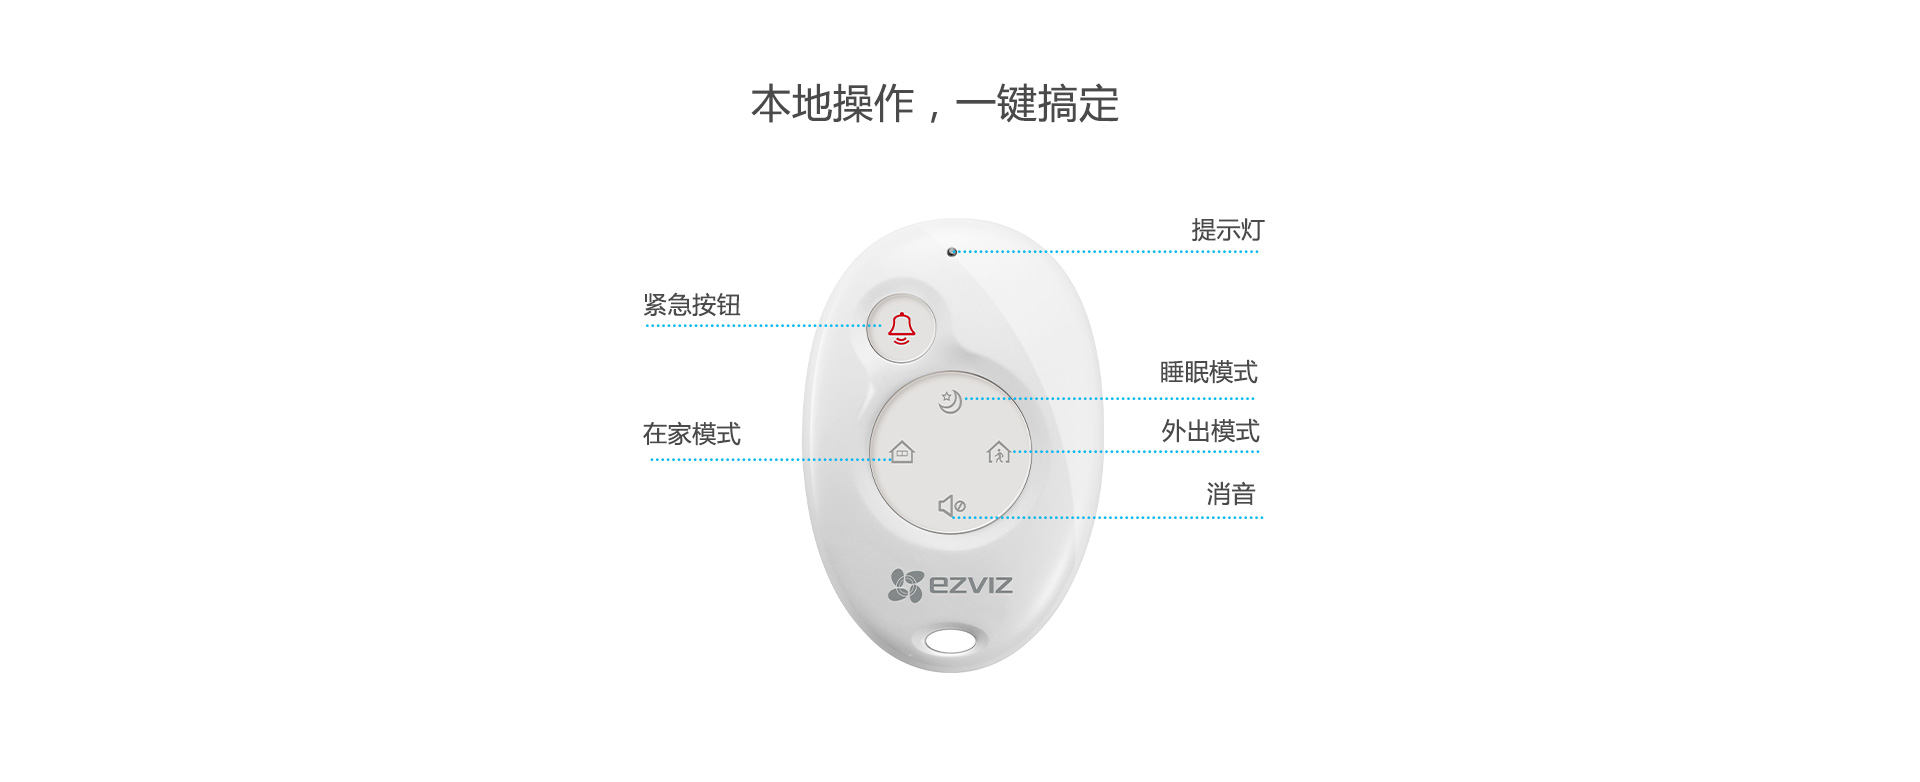 本地操作，一键搞定
提示灯
紧急按钮
睡眠模式
在家模式
外出模式
消音
ezviz